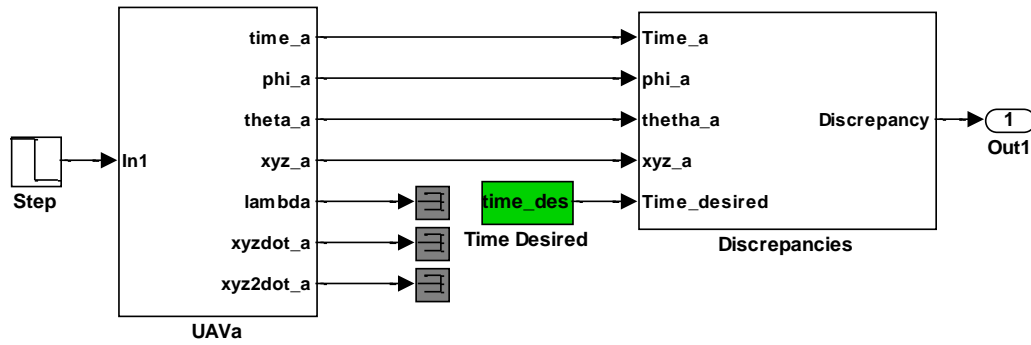 Step
In1
time_a
phi_a
theta_a
xyz_a
lambda
xyzdot_a
xyz2dot_a
UAVa
time_des
Time Desired
Time_a
phi_a
thetha_a
xyz_a
Time_desired
Discrepancy
Discrepancies
1
Out1